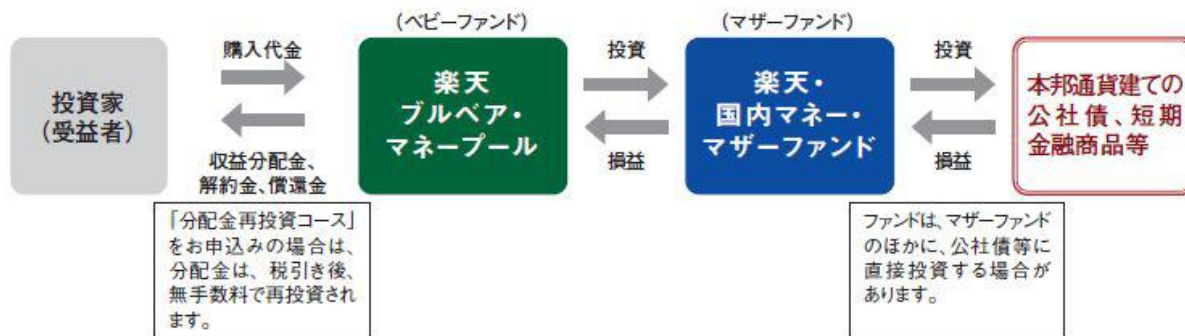 (ベビーファンド)
(マザーファンド)
投資家
(受益者)
購入代金
収益分配金、
解約金、償還金
楽天
ブルベア・
マネープール
投資
損益
楽天・
国内マネー・
マザーファンド
投資
損益
本邦通貨建ての
公社債、短期
金融商品等
「分配金再投資コース」
をお申込みの場合は、
分配金は、税引き後、
無手数料で再投資され
ます。
ファンドは、マザーファンド
のほかに、公社債等に
直接投資する場合が
あります。